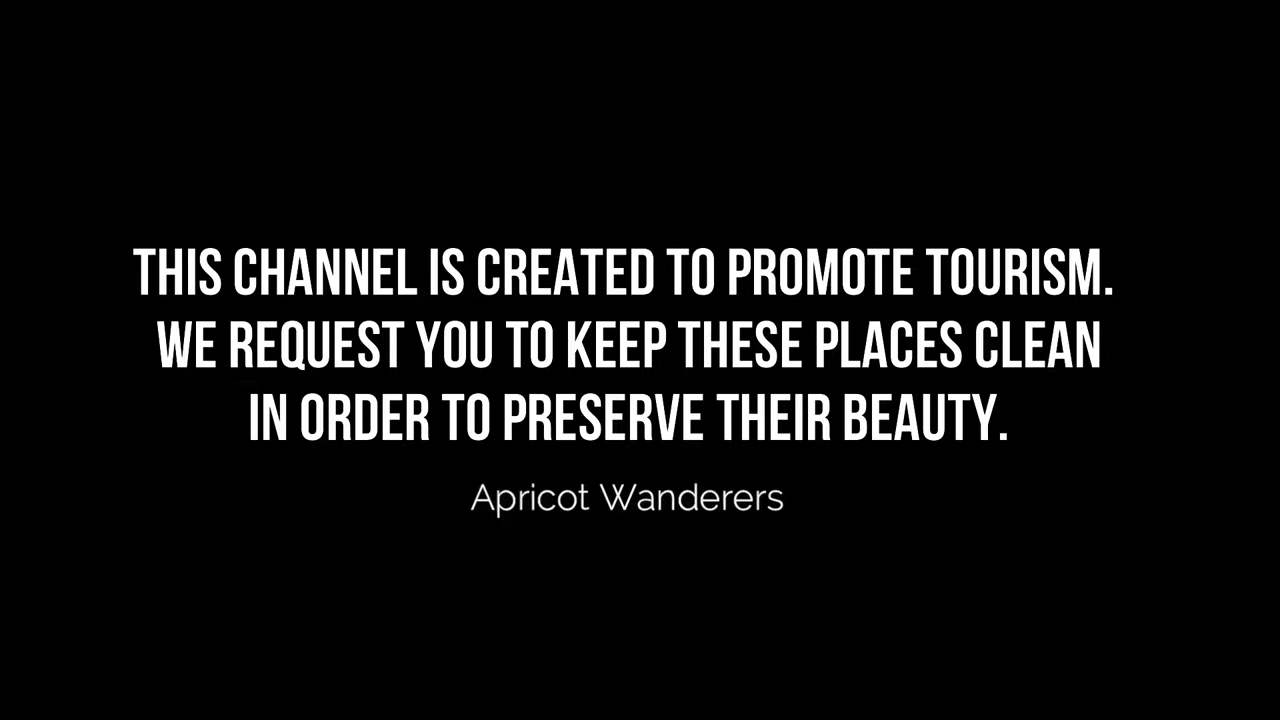 THIS CHANNEL IS CREATED TO PROMOTE TOURISM.
WE REQUEST YOU TO KEEP THESE PLACES CLEAN
IN ORDER TO PRESERVE THEIR BEAUTY.
Apricot Wanderers